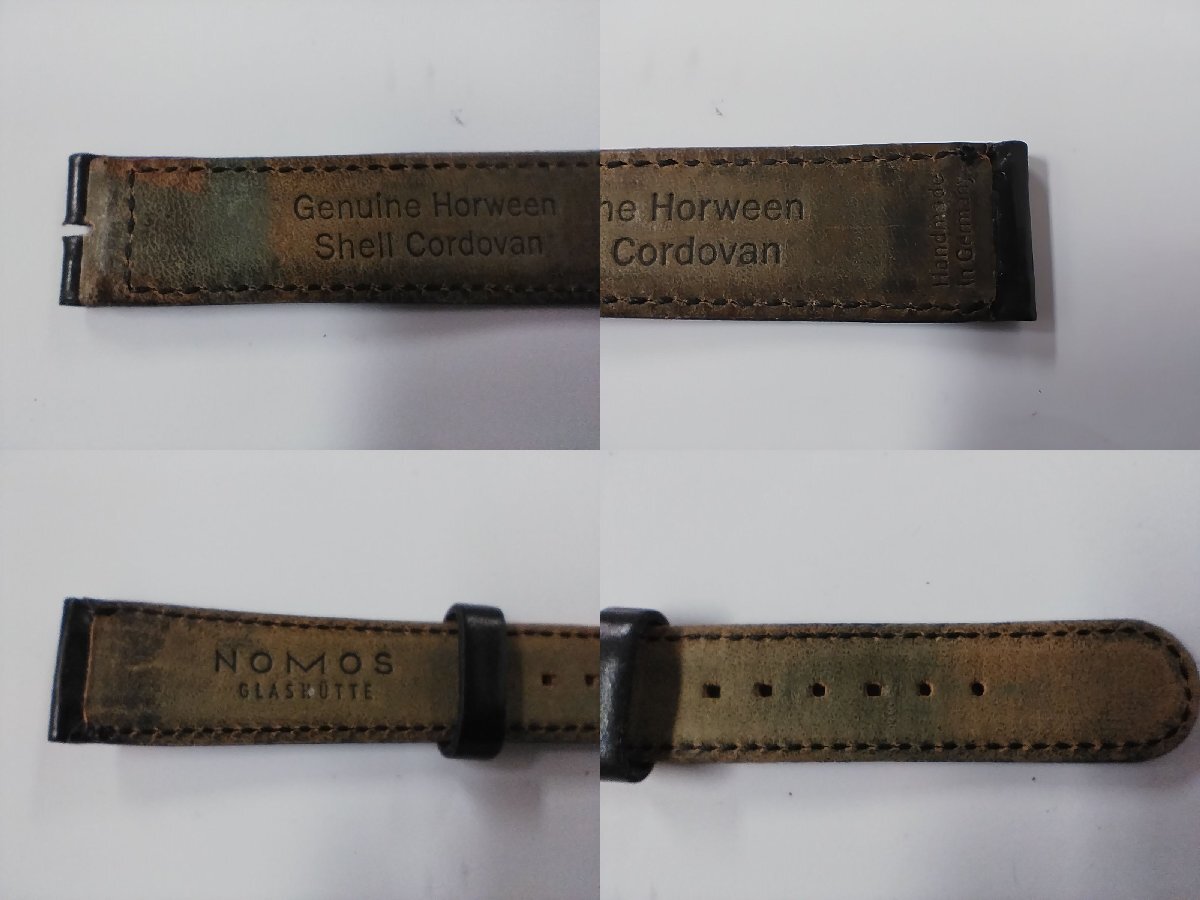 Genuine Horween
Shell Cordovan
ne Horween
Cordovan
Handmade
in Germany
NOMOS
GLASHÜTTE